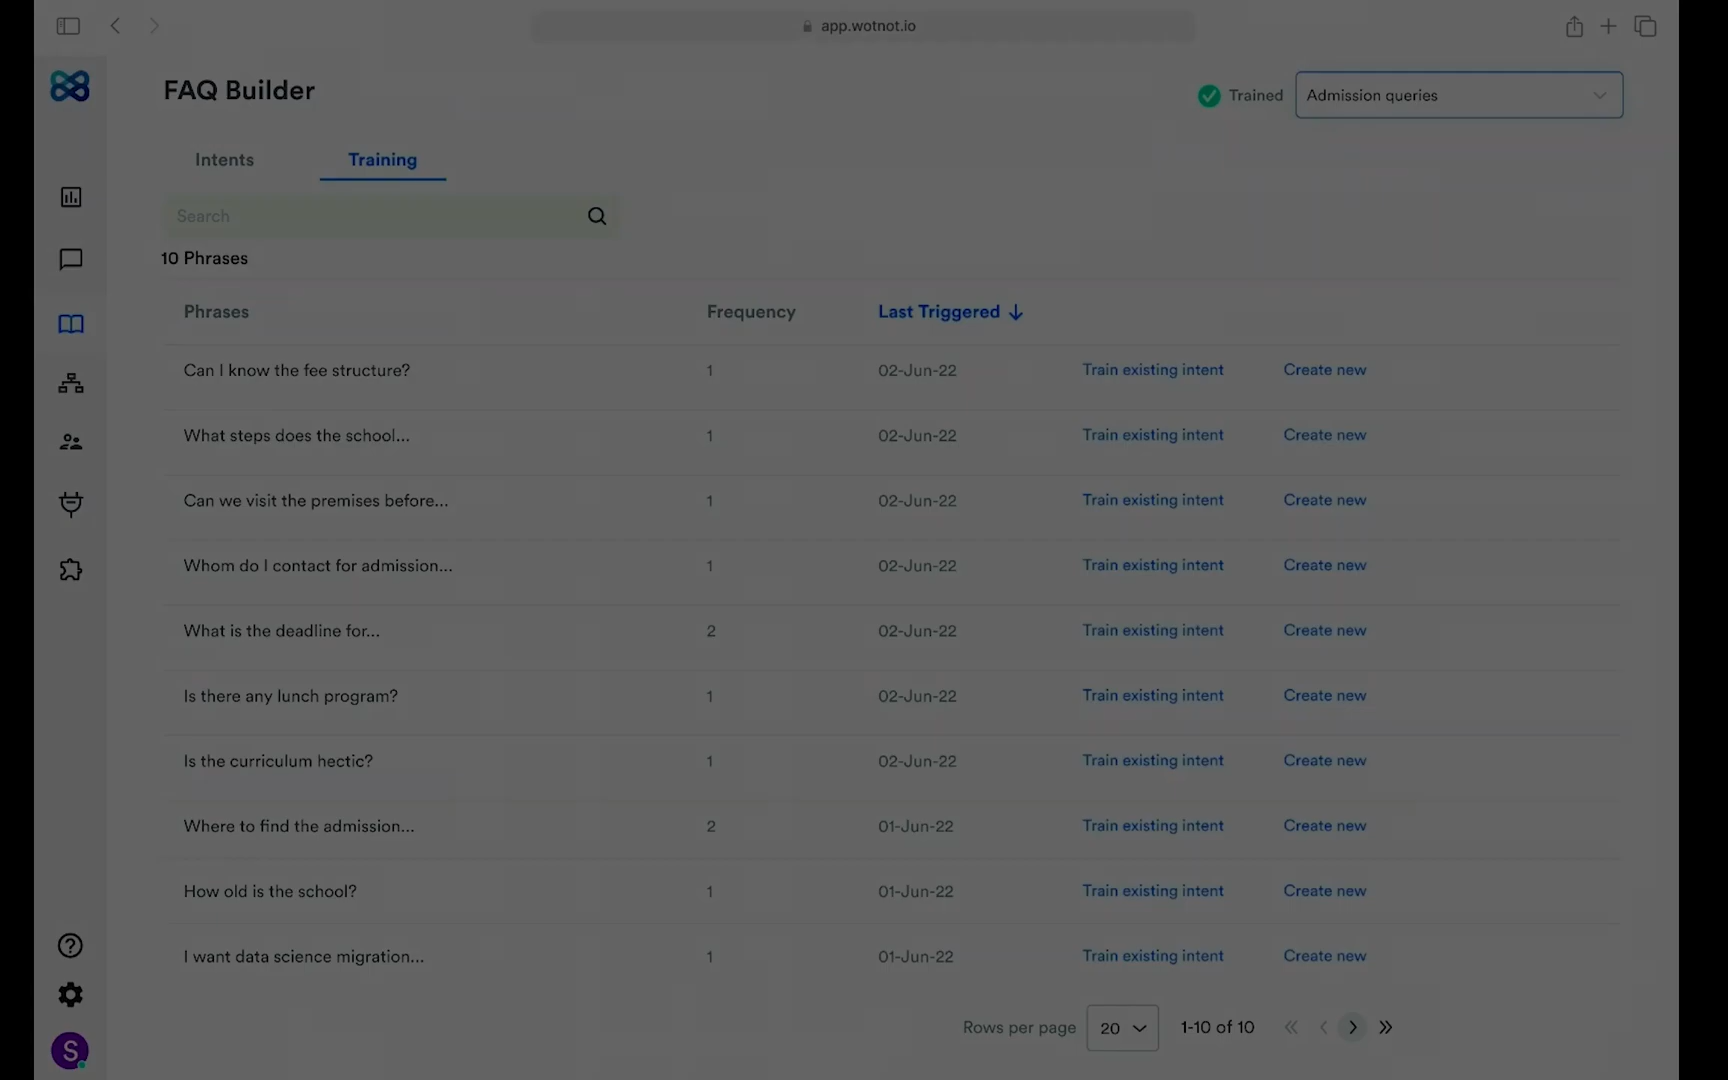 app.wotnot.io
FAQ Builder
Trained
Admission queries
Intents
Training
Search
10 Phrases
Phrases Frequency Last Triggered
Can I know the fee structure? 1 02-Jun-22 Train existing intent Create new
What steps does the school... 1 02-Jun-22 Train existing intent Create new
Can we visit the premises before... 1 02-Jun-22 Train existing intent Create new
Whom do I contact for admission... 1 02-Jun-22 Train existing intent Create new
What is the deadline for... 2 02-Jun-22 Train existing intent Create new
Is there any lunch program? 1 02-Jun-22 Train existing intent Create new
Is the curriculum hectic? 1 02-Jun-22 Train existing intent Create new
Where to find the admission... 2 01-Jun-22 Train existing intent Create new
How old is the school? 1 01-Jun-22 Train existing intent Create new
I want data science migration... 1 01-Jun-22 Train existing intent Create new
Rows per page 20 1-10 of 10
S